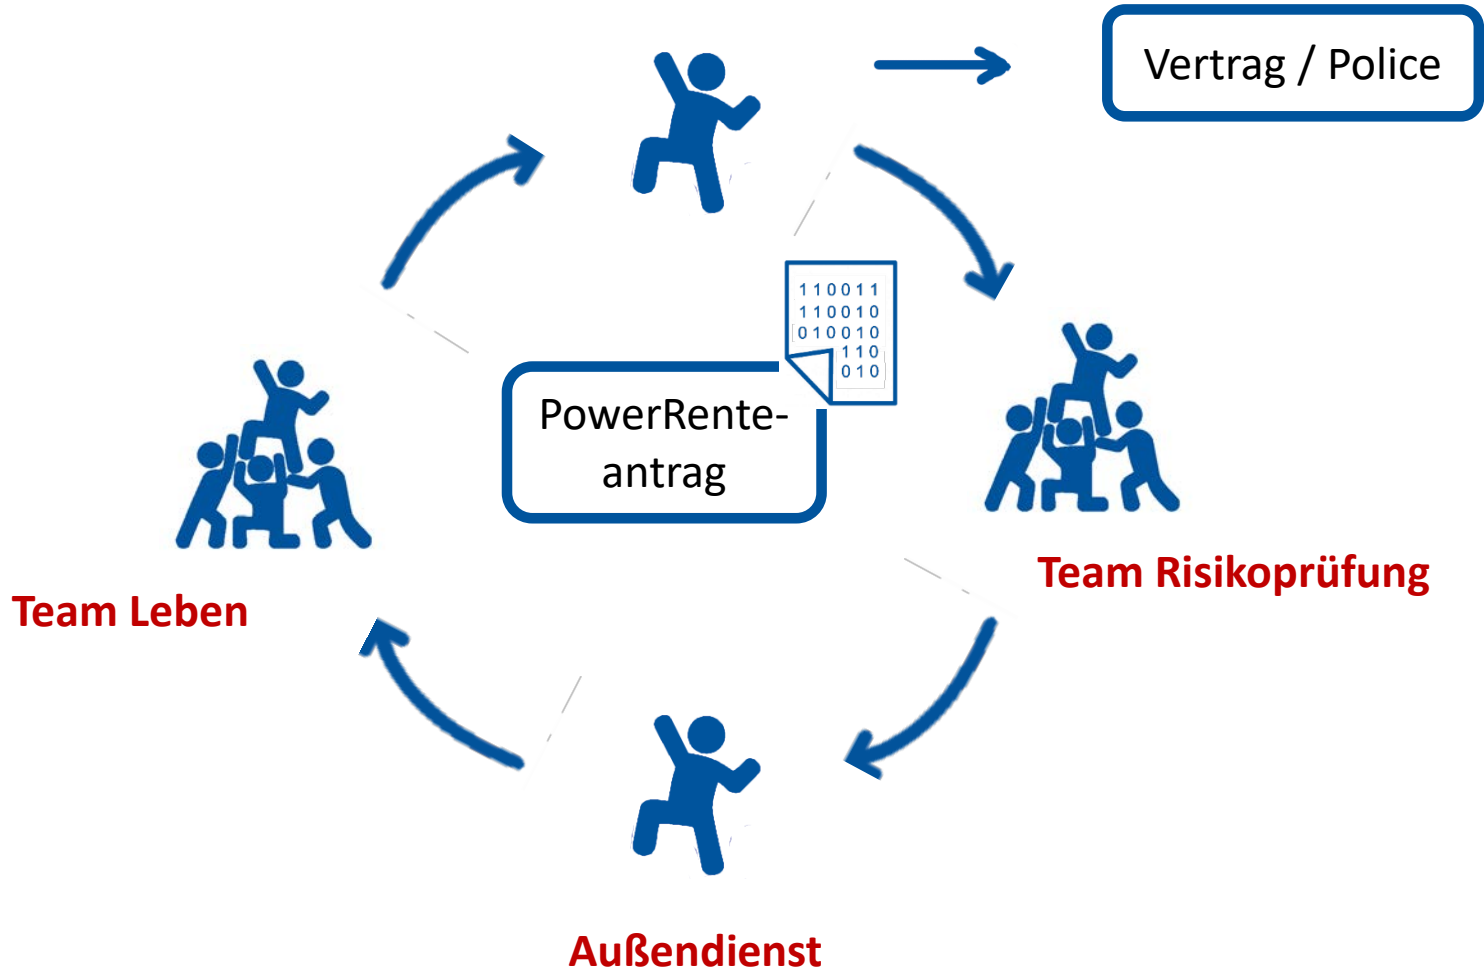 Vertrag / Police
110011
110010
010010
110
010
PowerRente-
antrag
Team Risikoprüfung
Team Leben
Außendienst